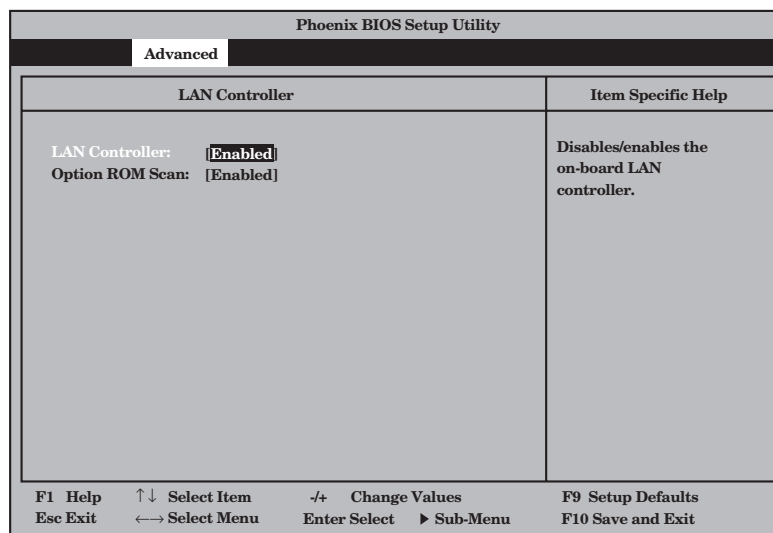 Phoenix BIOS Setup Utility
Advanced
LAN Controller
Item Specific Help
LAN Controller: [Enabled]
Option ROM Scan: [Enabled]
Disables/enables the
on-board LAN
controller.
F1 Help ↑↓ Select Item -/+ Change Values F9 Setup Defaults
Esc Exit ←→ Select Menu Enter Select ▶ Sub-Menu F10 Save and Exit